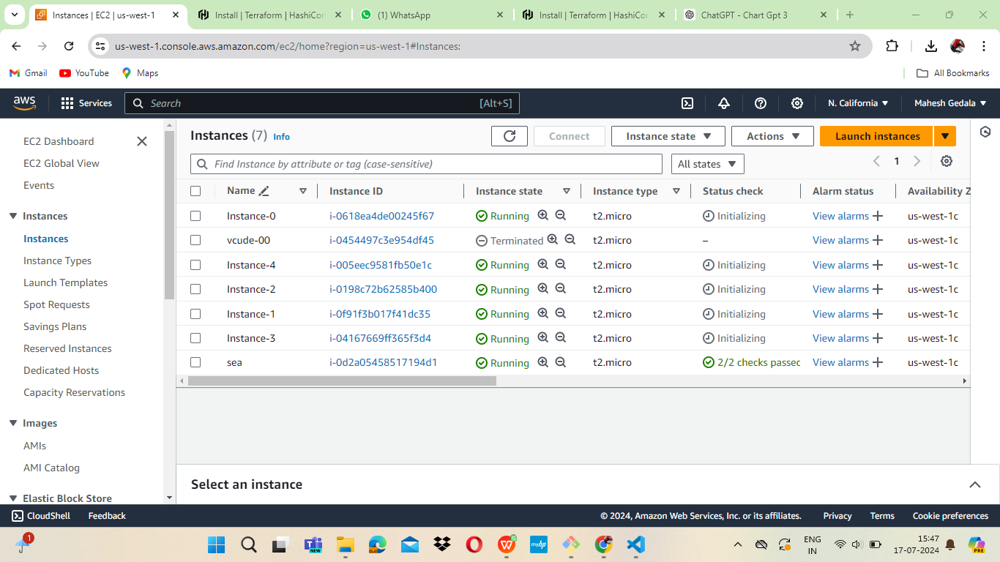 Instances | EC2 | us-west-1
Install | Terraform | HashiCor
(1) WhatsApp
Install | Terraform | HashiCor
ChatGPT - Chart Gpt 3
us-west-1.console.aws.amazon.com/ec2/home?region=us-west-1#Instances:
Gmail YouTube Maps All Bookmarks
aws Services Search [Alt+S] N. California Mahesh Gedala
EC2 Dashboard
EC2 Global View
Events
Instances
Instances
Instance Types
Launch Templates
Spot Requests
Savings Plans
Reserved Instances
Dedicated Hosts
Capacity Reservations
Images
AMIs
AMI Catalog
Elastic Block Store
Instances (7) Info Connect Instance state Actions Launch instances
Find Instance by attribute or tag (case-sensitive) All states 1
Name Instance ID Instance state Instance type Status check Alarm status Availability Z
Instance-0 i-0618ea4de00245f67 Running t2.micro Initializing View alarms + us-west-1c
vcude-00 i-0454497c3e954df45 Terminated t2.micro – View alarms + us-west-1c
Instance-4 i-005eec9581fb50e1c Running t2.micro Initializing View alarms + us-west-1c
Instance-2 i-0198c72b62585b400 Running t2.micro Initializing View alarms + us-west-1c
Instance-1 i-0f91f3b017f41dc35 Running t2.micro Initializing View alarms + us-west-1c
Instance-3 i-04167669ff365f3d4 Running t2.micro Initializing View alarms + us-west-1c
sea i-0d2a05458517194d1 Running t2.micro 2/2 checks passed View alarms + us-west-1c
Select an instance
CloudShell Feedback © 2024, Amazon Web Services, Inc. or its affiliates. Privacy Terms Cookie preferences
1
NEW
myhp
ENG
IN
15:47
17-07-2024
PRE